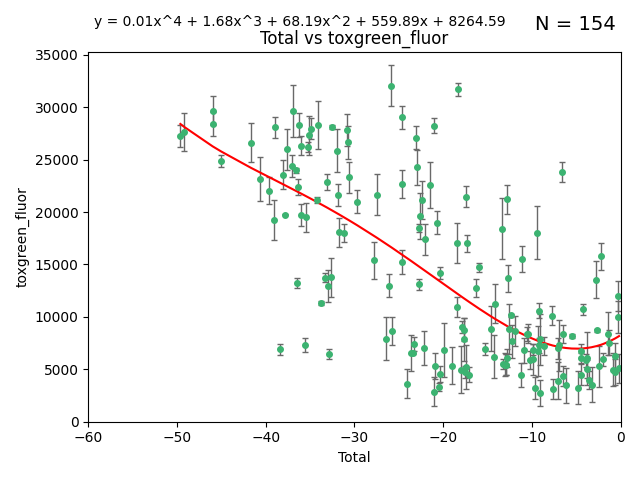 y = 0.01x^4 + 1.68x^3 + 68.19x^2 + 559.89x + 8264.59
N = 154
Total vs toxgreen_fluor
35000
30000
25000
20000
15000
10000
5000
0
toxgreen_fluor
−60 −50 −40 −30 −20 −10 0
Total